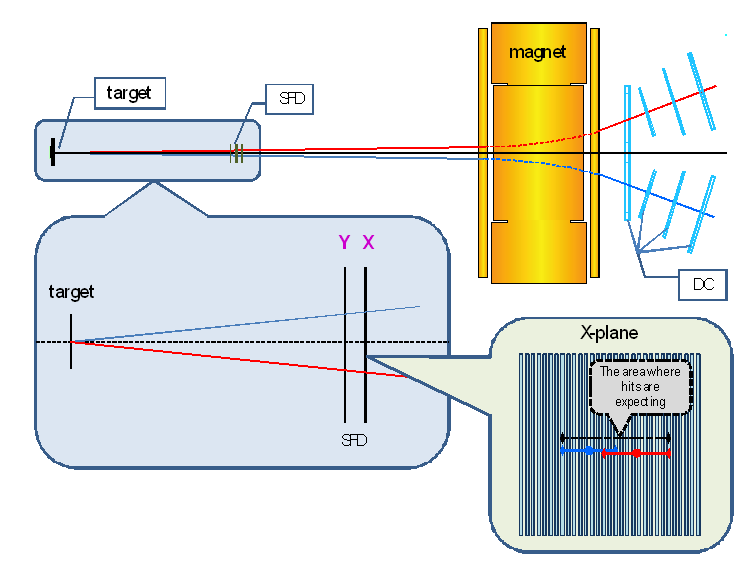 magnet
target
SFD
DC
Y X
target
SFD
X-plane
The area where
hits are
expecting